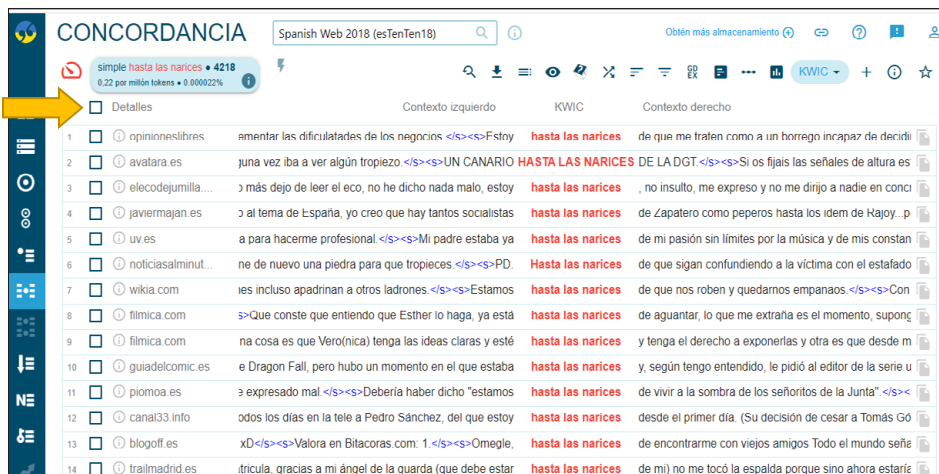 CONCORDANCIA Spanish Web 2018 (esTenTen18) Obtén más almacenamiento
simple hasta las narices • 4218
0,22 por millón tokens • 0.000022%
KWIC
Detalles Contexto izquierdo KWIC Contexto derecho
1 opinioneslibres ementar las dificulatades de los negocios </s><s>Estoy hasta las narices de que me traten como a un borrego incapaz de decidi
2 avatara.es juna vez iba a ver algún tropiezo.</s><s>UN CANARIO HASTA LAS NARICES DE LA DGT.</s><s>Si os fijais las señales de altura es
3 elecodejumilla.... o más dejo de leer el eco, no he dicho nada malo, estoy hasta las narices , no insulto, me expreso y no me dirijo a nadie en conc
4 javiermajan.es o al tema de España, yo creo que hay tantos socialistas hasta las narices de Zapatero como peperos hasta los idem de Rajoy...p
5 uv.es a para hacerme profesional.</s><s>Mi padre estaba ya hasta las narices de mi pasión sin límites por la música y de mis constan
6 noticiasalminut... ne de nuevo una piedra para que tropieces.</s><s>PD. Hasta las narices de que sigan confundiendo a la víctima con el estafado
7 wikia.com nes incluso apadrinan a otros ladrones.</s><s>Estamos hasta las narices de que nos roben y quedarnos empanaos.</s><s>Con
8 filmica.com s>Que conste que entiendo que Esther lo haga, ya está hasta las narices de aguantar, lo que me extraña es el momento, supong
9 filmica.com na cosa es que Vero(nica) tenga las ideas claras y esté hasta las narices y tenga el derecho a exponerlas y otra es que desde m
10 guiadelcomic.es e Dragon Fall, pero hubo un momento en el que estaba hasta las narices y, según tengo entendido, le pidió al editor de la serie u
11 piomoa.es e expresado mal.</s><s>Debería haber dicho "estamos hasta las narices de vivir a la sombra de los señoritos de la Junta".</s><
12 canal33.info odos los días en la tele a Pedro Sánchez, del que estoy hasta las narices desde el primer día. (Su decisión de cesar a Tomás Gó
13 blogoff.es xD</s><s>Valora en Bitacoras.com: 1.</s><s>Omegle, hasta las narices de encontrarme con viejos amigos Todo el mundo seña
14 trailmadrid.es atricula, gracias a mi ángel de la guarda (que debe estar hasta las narices de mi) no me tocó la espalda porque sino ahora estaría